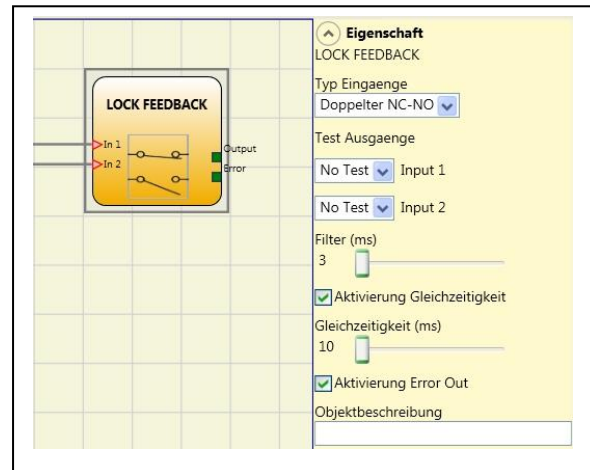 LOCK FEEDBACK
In 1
In 2
Output
Error
Eigenschaft
LOCK FEEDBACK
Typ Eingaenge
Doppelter NC-NO
Test Ausgaenge
No Test Input 1
No Test Input 2
Filter (ms)
3
Aktivierung Gleichzeitigkeit
Gleichzeitigkeit (ms)
10
Aktivierung Error Out
Objektbeschreibung